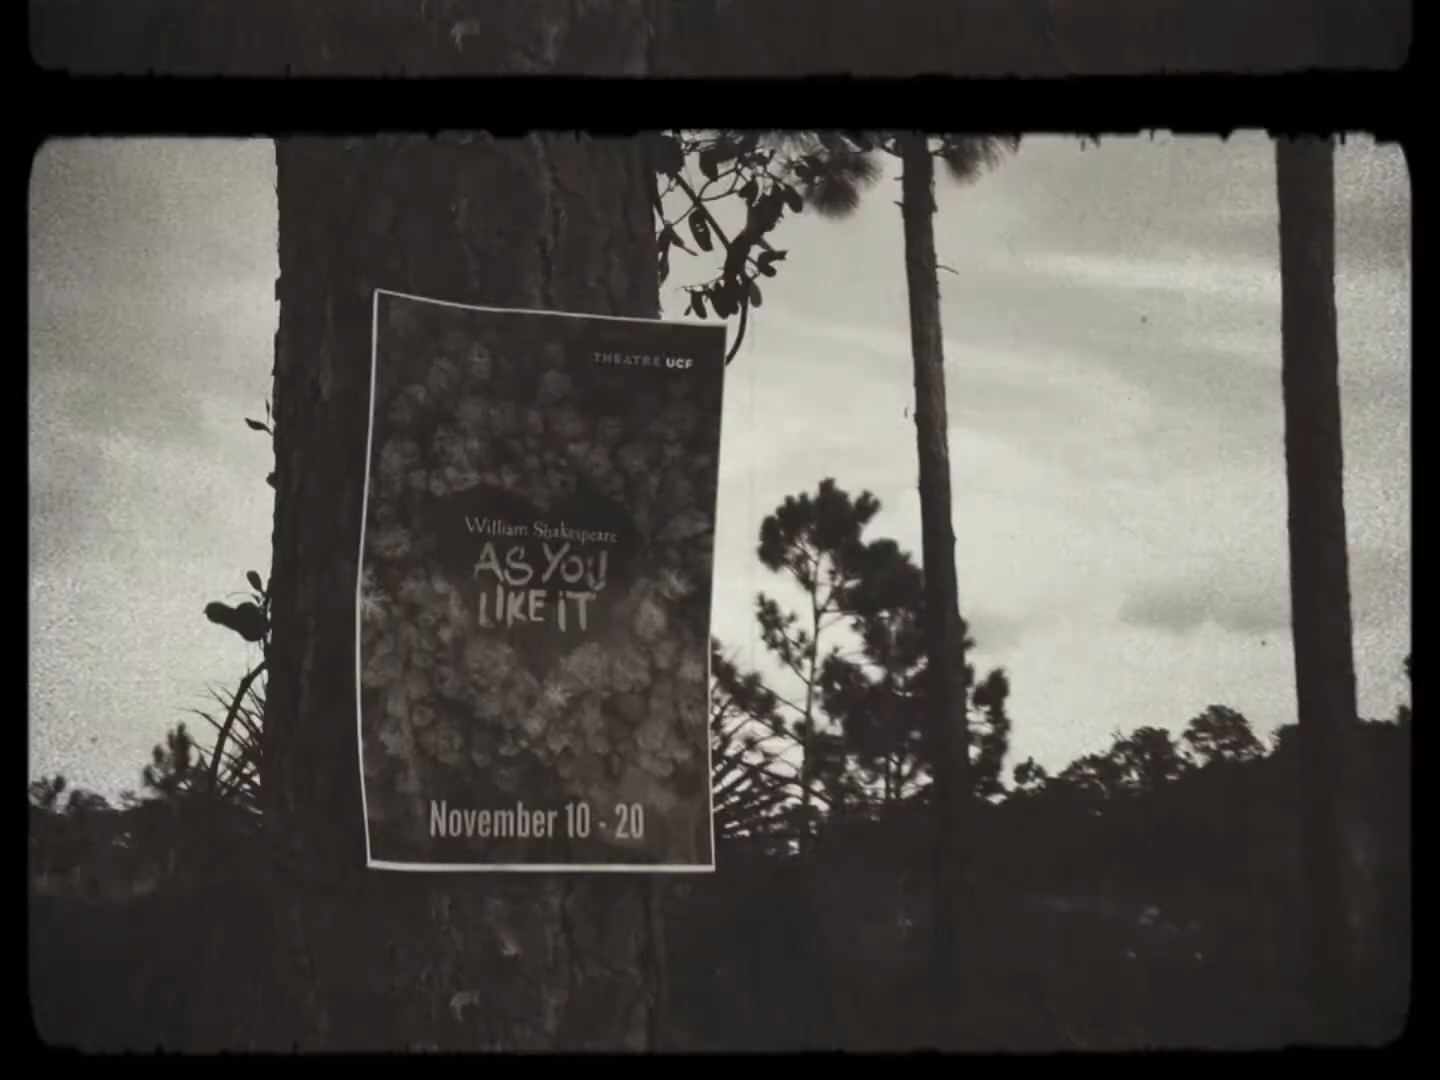 THEATRE UCF
William Shakespeare
AS YOU
LIKE IT
November 10 - 20